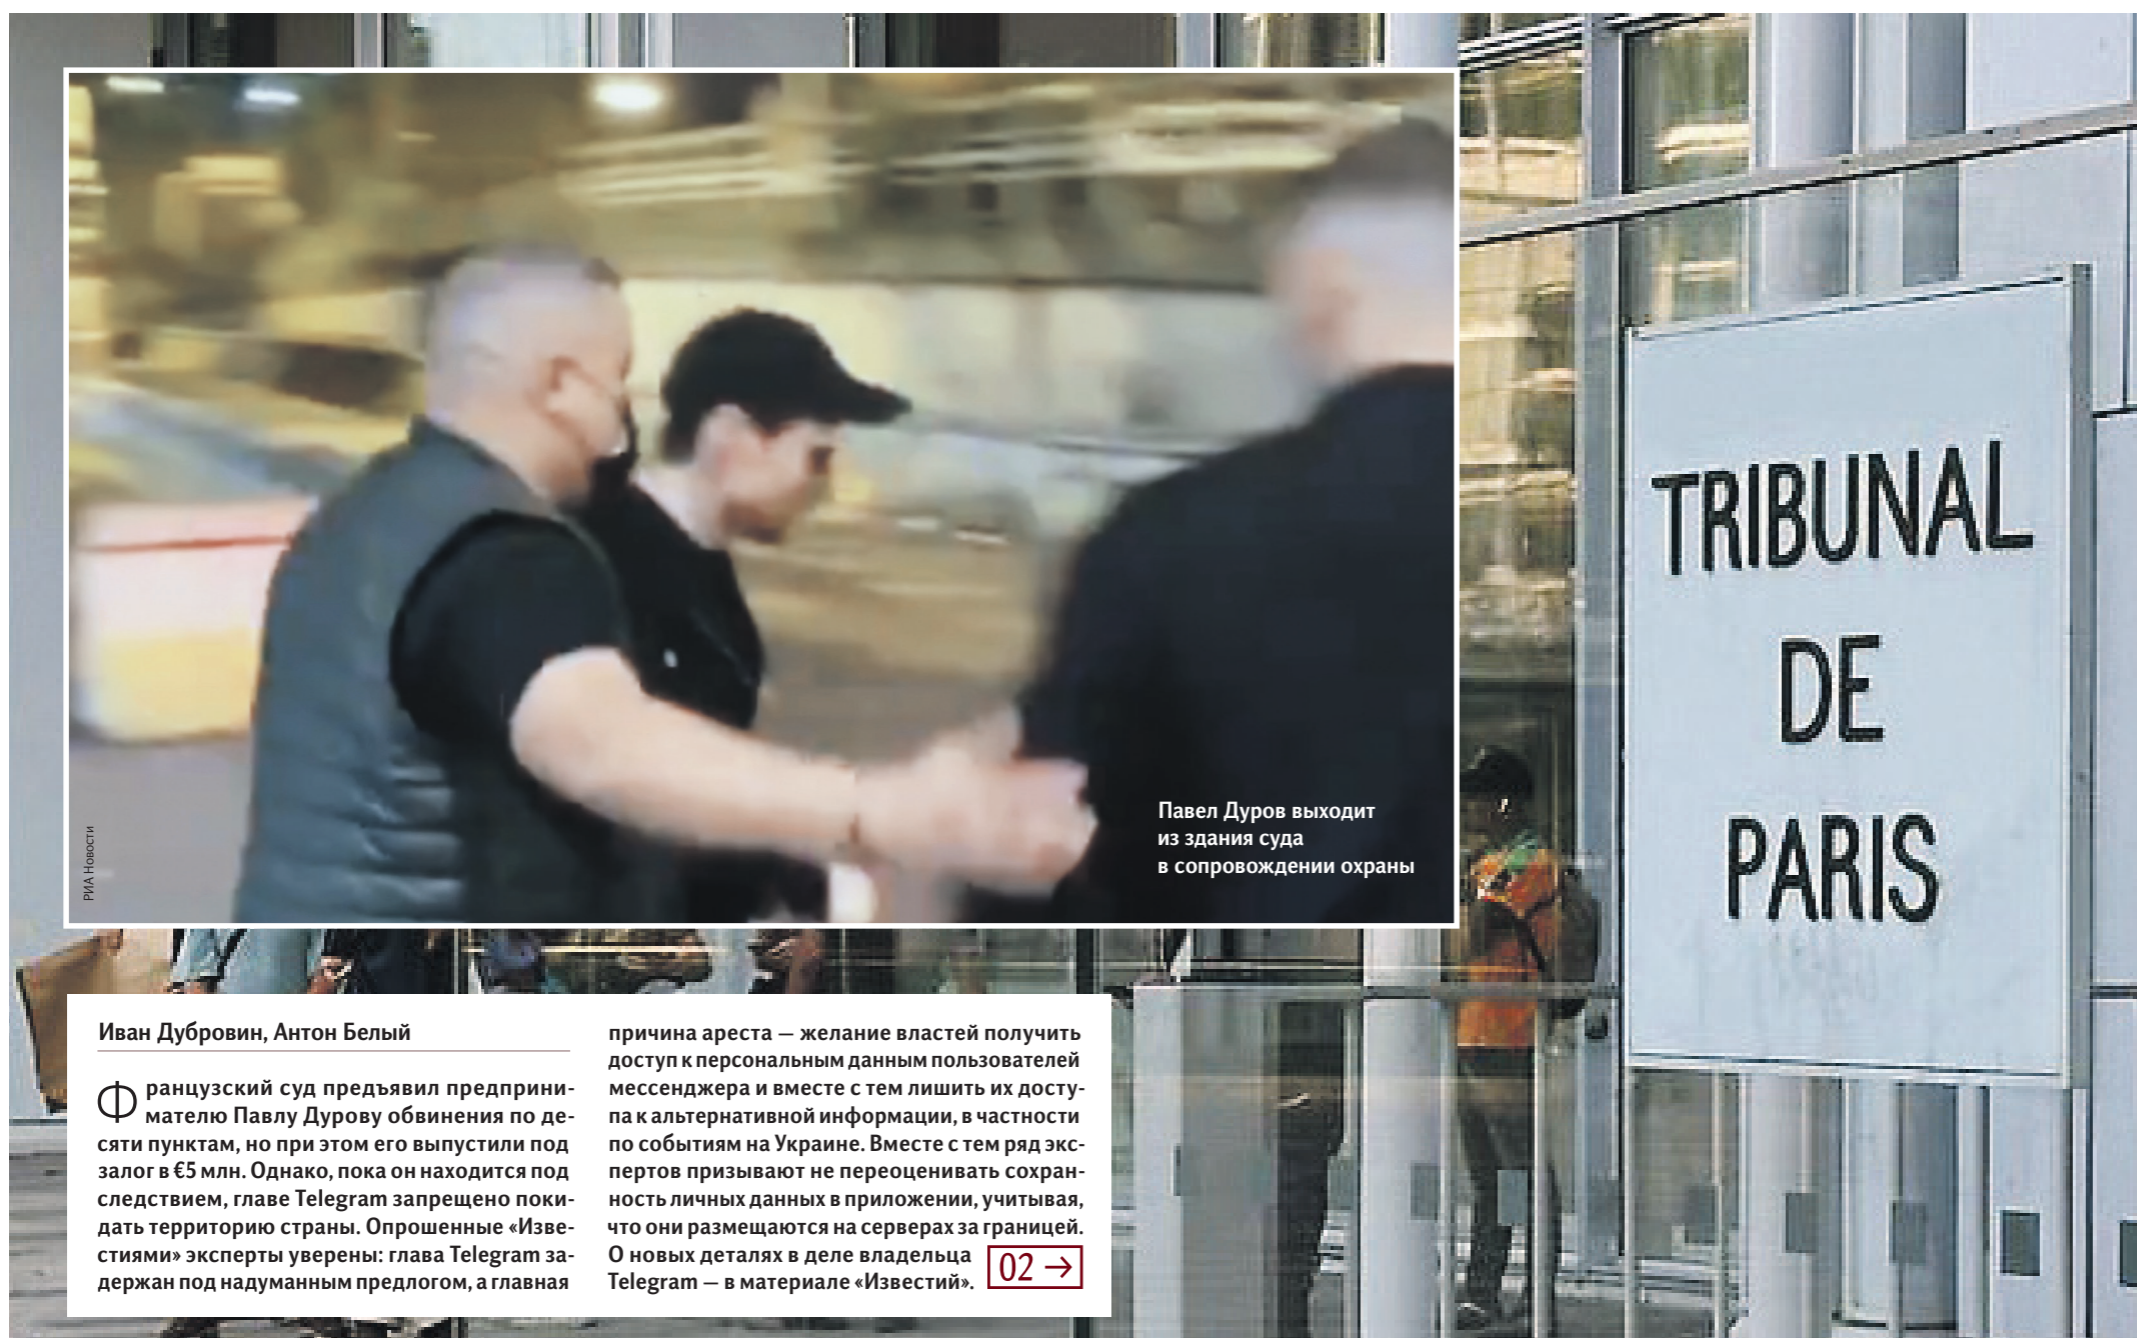 TRIBUNAL
DE
PARIS
Павел Дуров выходит
из здания суда
в сопровождении охраны
РИА Новости
Иван Дубровин, Антон Белый
Французский суд предъявил предприни-
мателю Павлу Дурову обвинения по де-
сяти пунктам, но при этом его выпустили под
залог в €5 млн. Однако, пока он находится под
следствием, главе Telegram запрещено поки-
дать территорию страны. Опрошенные «Изве-
стиями» эксперты уверены: глава Telegram за-
держан под надуманным предлогом, а главная
причина ареста — желание властей получить
доступ к персональным данным пользователей
мессенджера и вместе с тем лишить их досту-
па к альтернативной информации, в частности
по событиям на Украине. Вместе с тем ряд экс-
пертов призывают не переоценивать сохран-
ность личных данных в приложении, учитывая,
что они размещаются на серверах за границей.
О новых деталях в деле владельца
Telegram — в материале «Известий».
02 →